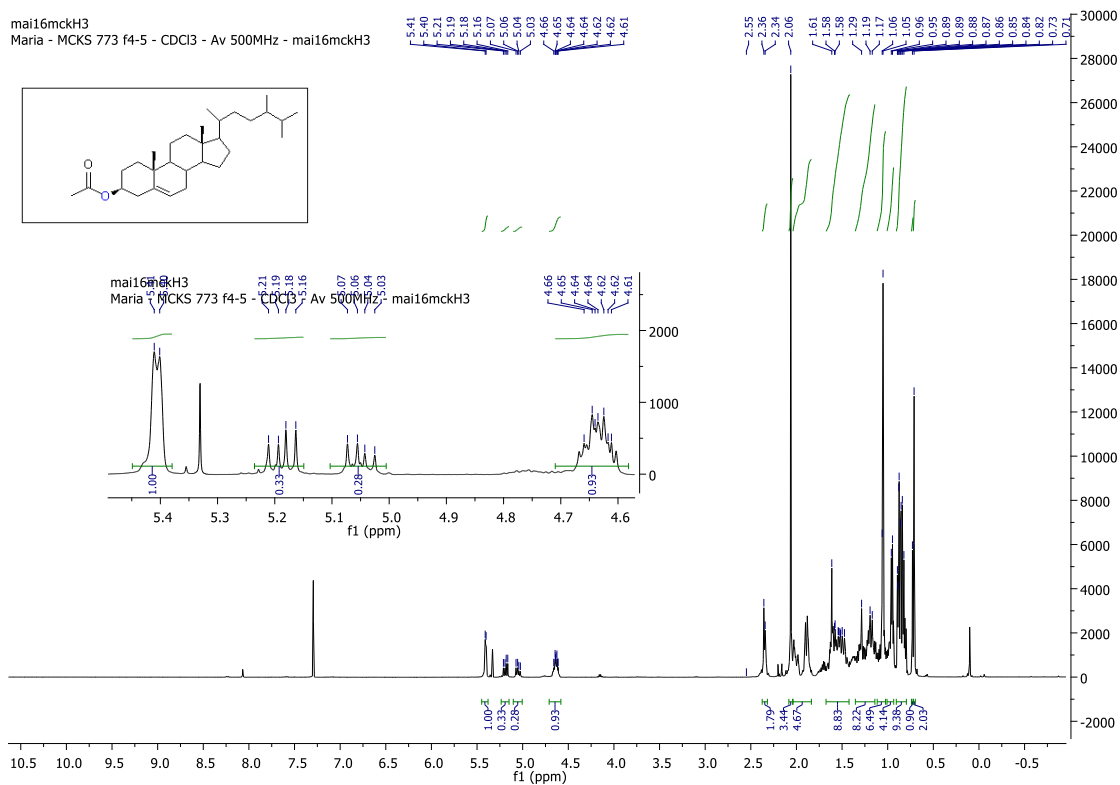 mai16mckH3
Maria - MCKS 773 f4-5 - CDCl3 - Av 500MHz - mai16mckH3
5.41 5.40 5.21 5.19 5.18 5.16 5.07 5.06 5.04 5.03 4.66 4.65 4.64 4.64 4.62 4.62 4.61
2.55 2.36 2.34 2.06 1.61 1.58 1.58 1.29 1.19 1.17 1.06 1.05 0.96 0.95 0.89 0.89 0.88 0.87 0.86 0.85 0.84 0.82 0.73 0.71
O
O
mai16mckH3
Maria - MCKS 773 f4-5 - CDCl3 - Av 500MHz - mai16mckH3
5.41 5.40 5.21 5.19 5.18 5.16 5.07 5.06 5.04 5.03 4.66 4.65 4.64 4.64 4.62 4.62 4.61
2000
1000
0
1.00 0.33 0.28 0.93
5.4 5.3 5.2 5.1 5.0 4.9 4.8 4.7 4.6
f1 (ppm)
30000
28000
26000
24000
22000
20000
18000
16000
14000
12000
10000
8000
6000
4000
2000
0
-2000
1.00 0.33 0.28 0.93 1.79 3.44 4.67 8.83 8.22 6.49 4.14 9.38 0.90 2.03
10.5 10.0 9.5 9.0 8.5 8.0 7.5 7.0 6.5 6.0 5.5 5.0 4.5 4.0 3.5 3.0 2.5 2.0 1.5 1.0 0.5 0.0 -0.5
f1 (ppm)